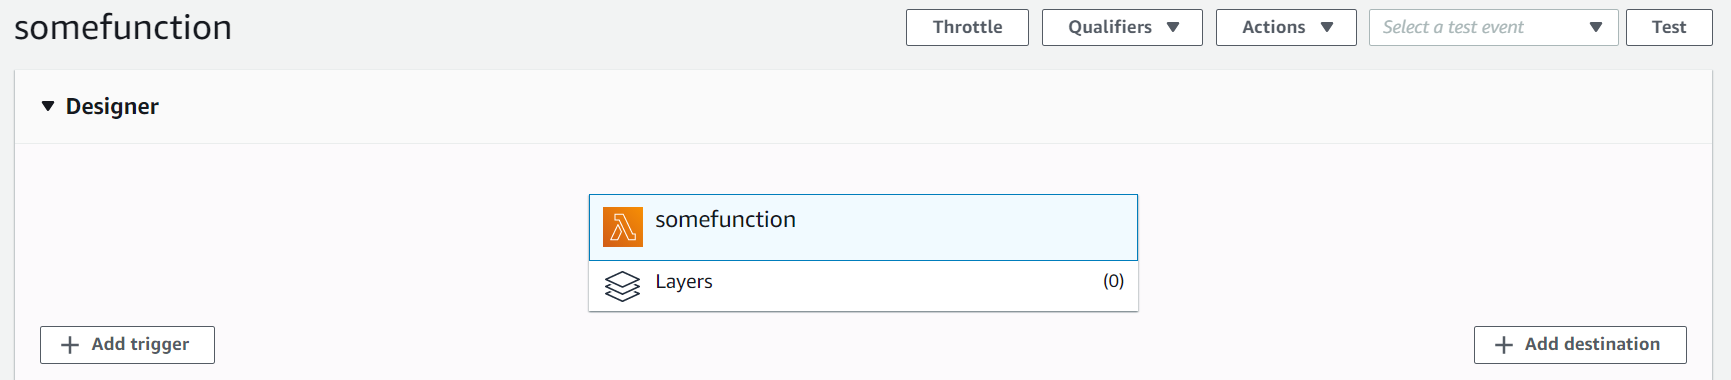 somefunction
Throttle Qualifiers Actions Select a test event Test
Designer
somefunction
Layers (0)
Add trigger Add destination